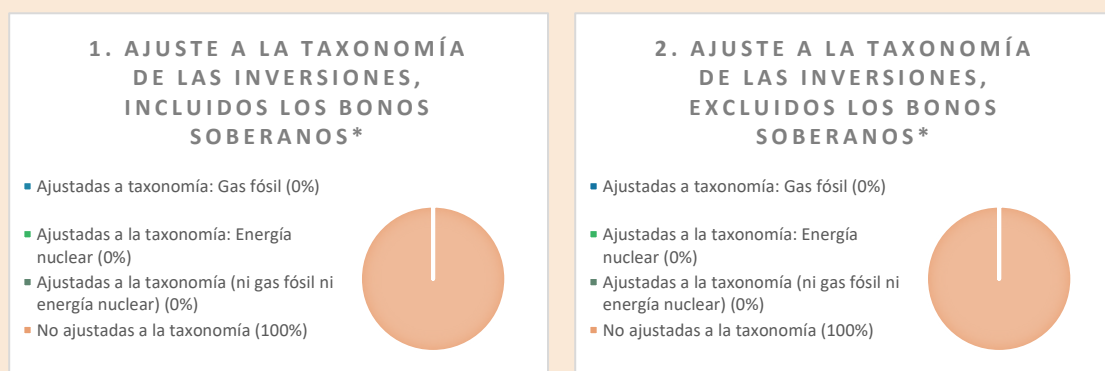 1. AJUSTE A LA TAXONOMÍA
DE LAS INVERSIONES,
INCLUIDOS LOS BONOS
SOBERANOS*
Ajustadas a taxonomía: Gas fósil (0%)
Ajustadas a la taxonomía: Energía
nuclear (0%)
Ajustadas a la taxonomía (ni gas fósil ni
energía nuclear) (0%)
No ajustadas a la taxonomía (100%)
2. AJUSTE A LA TAXONOMÍA
DE LAS INVERSIONES,
EXCLUIDOS LOS BONOS
SOBERANOS*
Ajustadas a taxonomía: Gas fósil (0%)
Ajustadas a la taxonomía: Energía
nuclear (0%)
Ajustadas a la taxonomía (ni gas fósil ni
energía nuclear) (0%)
No ajustadas a la taxonomía (100%)